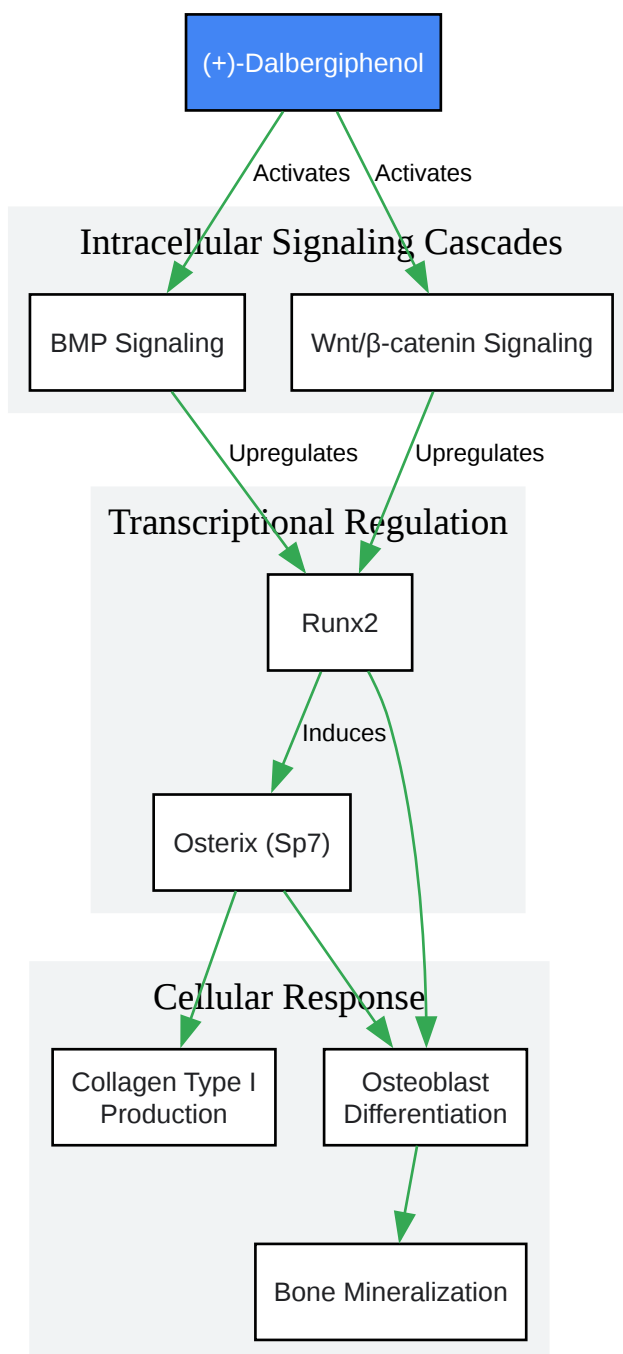 (+)-Dalbergiphenol
Activates
Activates
Intracellular Signaling Cascades
BMP Signaling
Wnt/β-catenin Signaling
Upregulates
Upregulates
Transcriptional Regulation
Runx2
Induces
Osterix (Sp7)
Cellular Response
Collagen Type I
Production
Osteoblast
Differentiation
Bone Mineralization